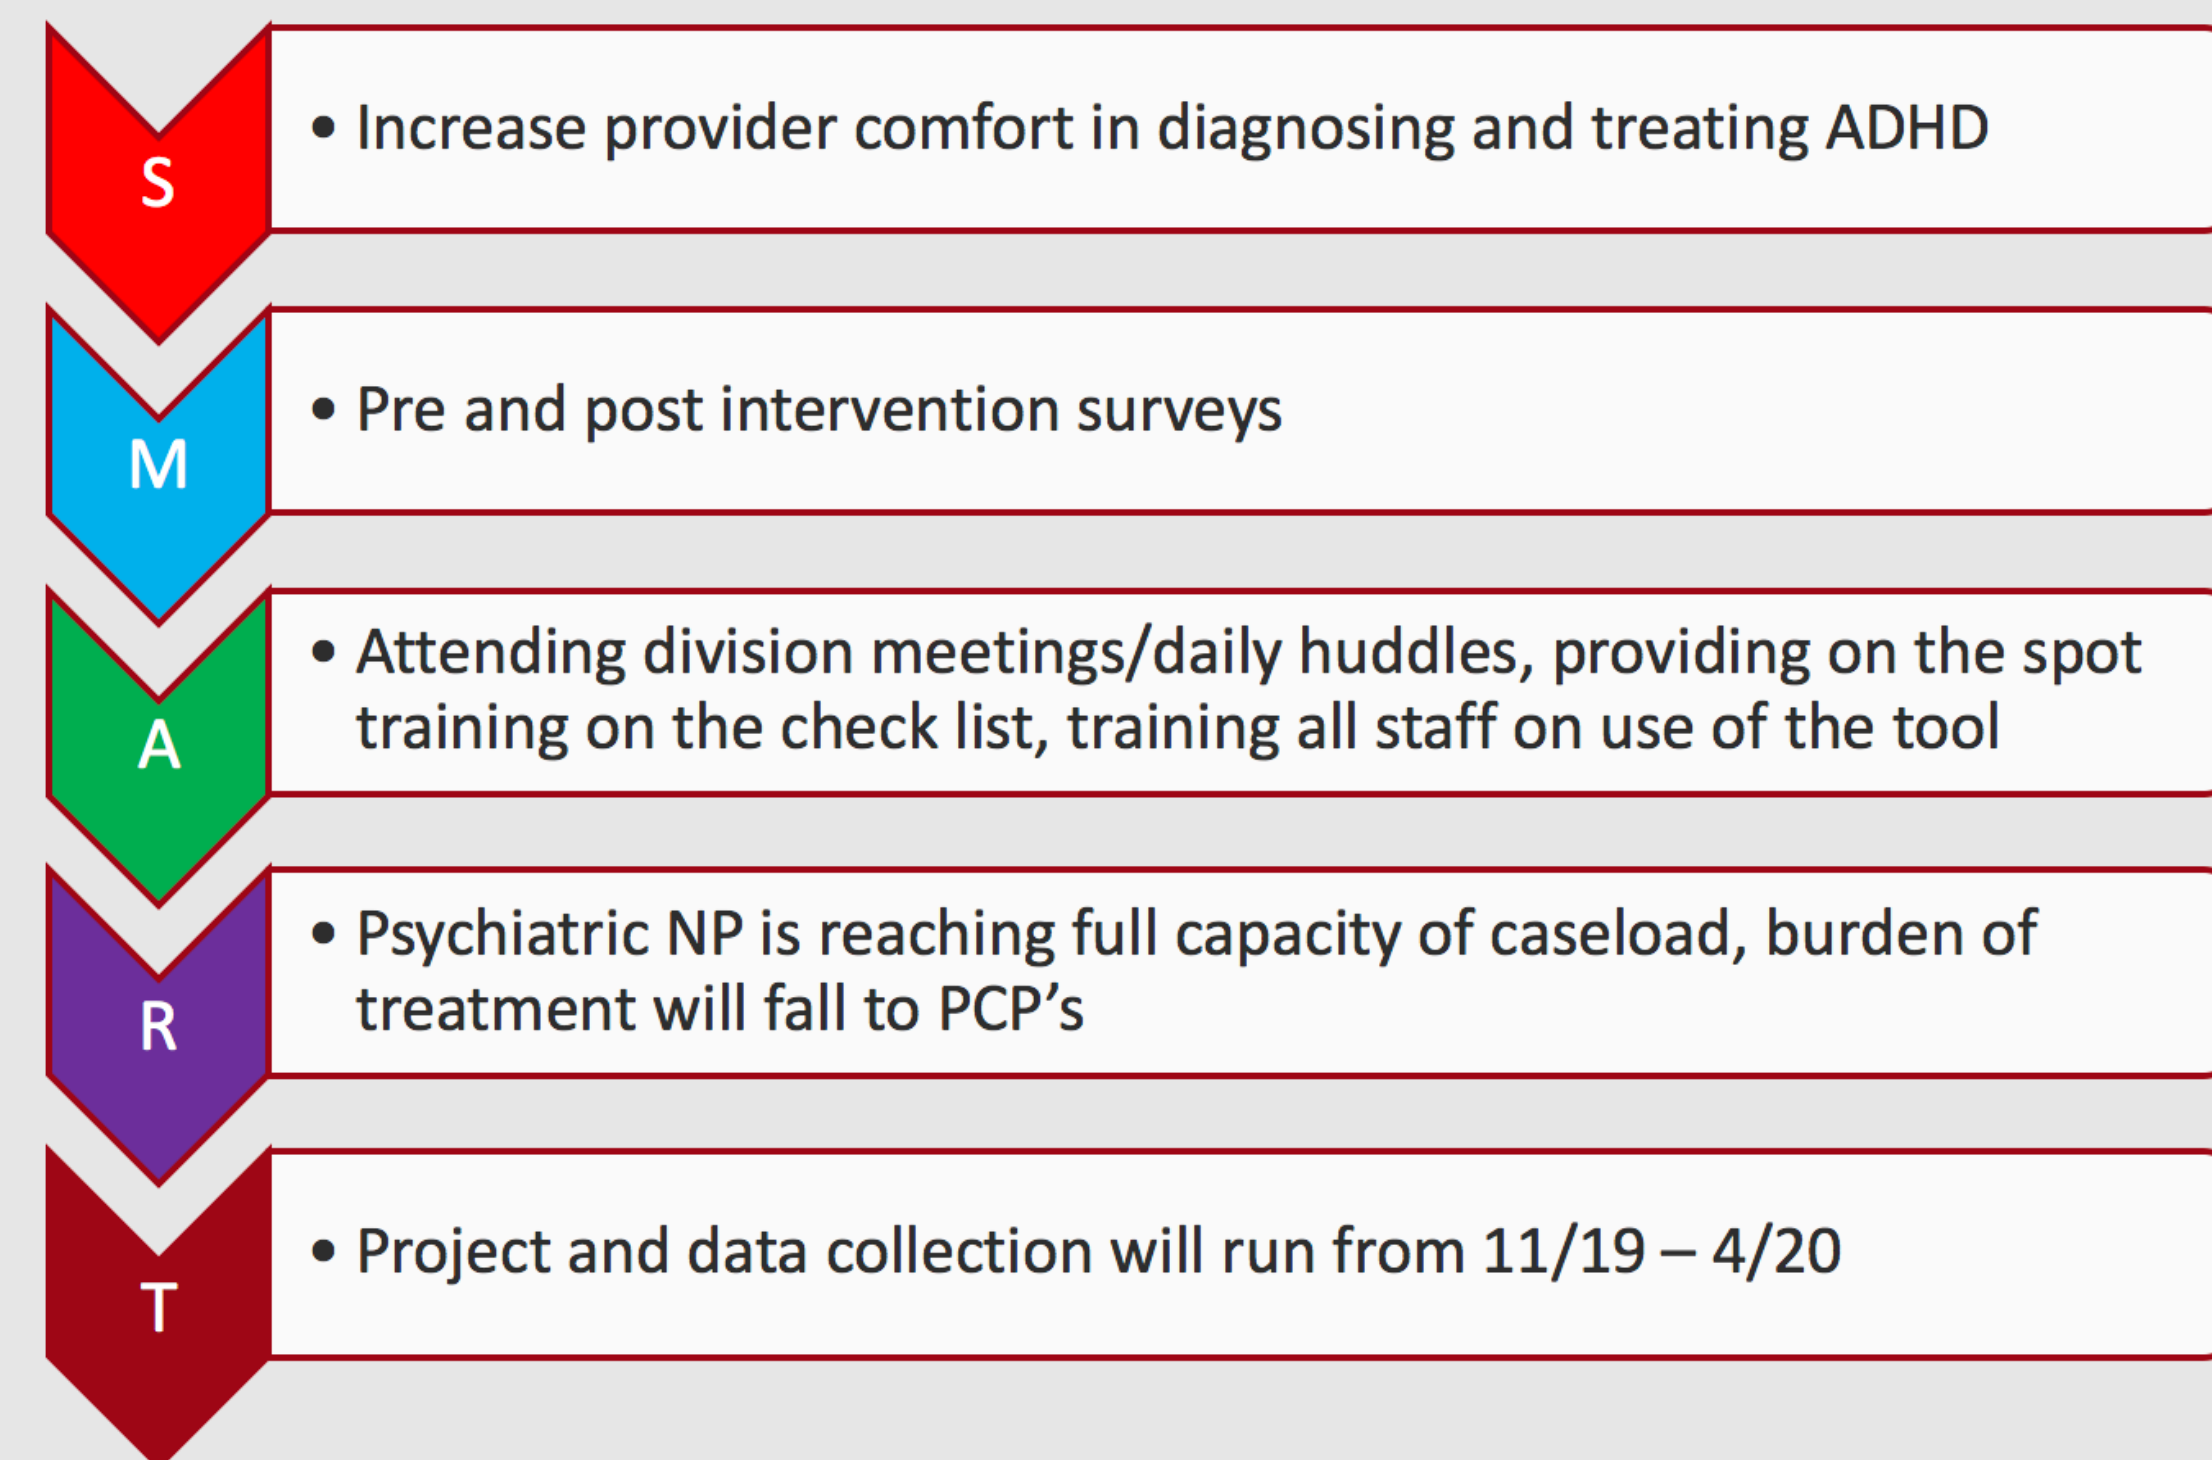 S
• Increase provider comfort in diagnosing and treating ADHD
M
• Pre and post intervention surveys
A
• Attending division meetings/daily huddles, providing on the spot
training on the check list, training all staff on use of the tool
R
• Psychiatric NP is reaching full capacity of caseload, burden of
treatment will fall to PCP’s
T
• Project and data collection will run from 11/19 – 4/20